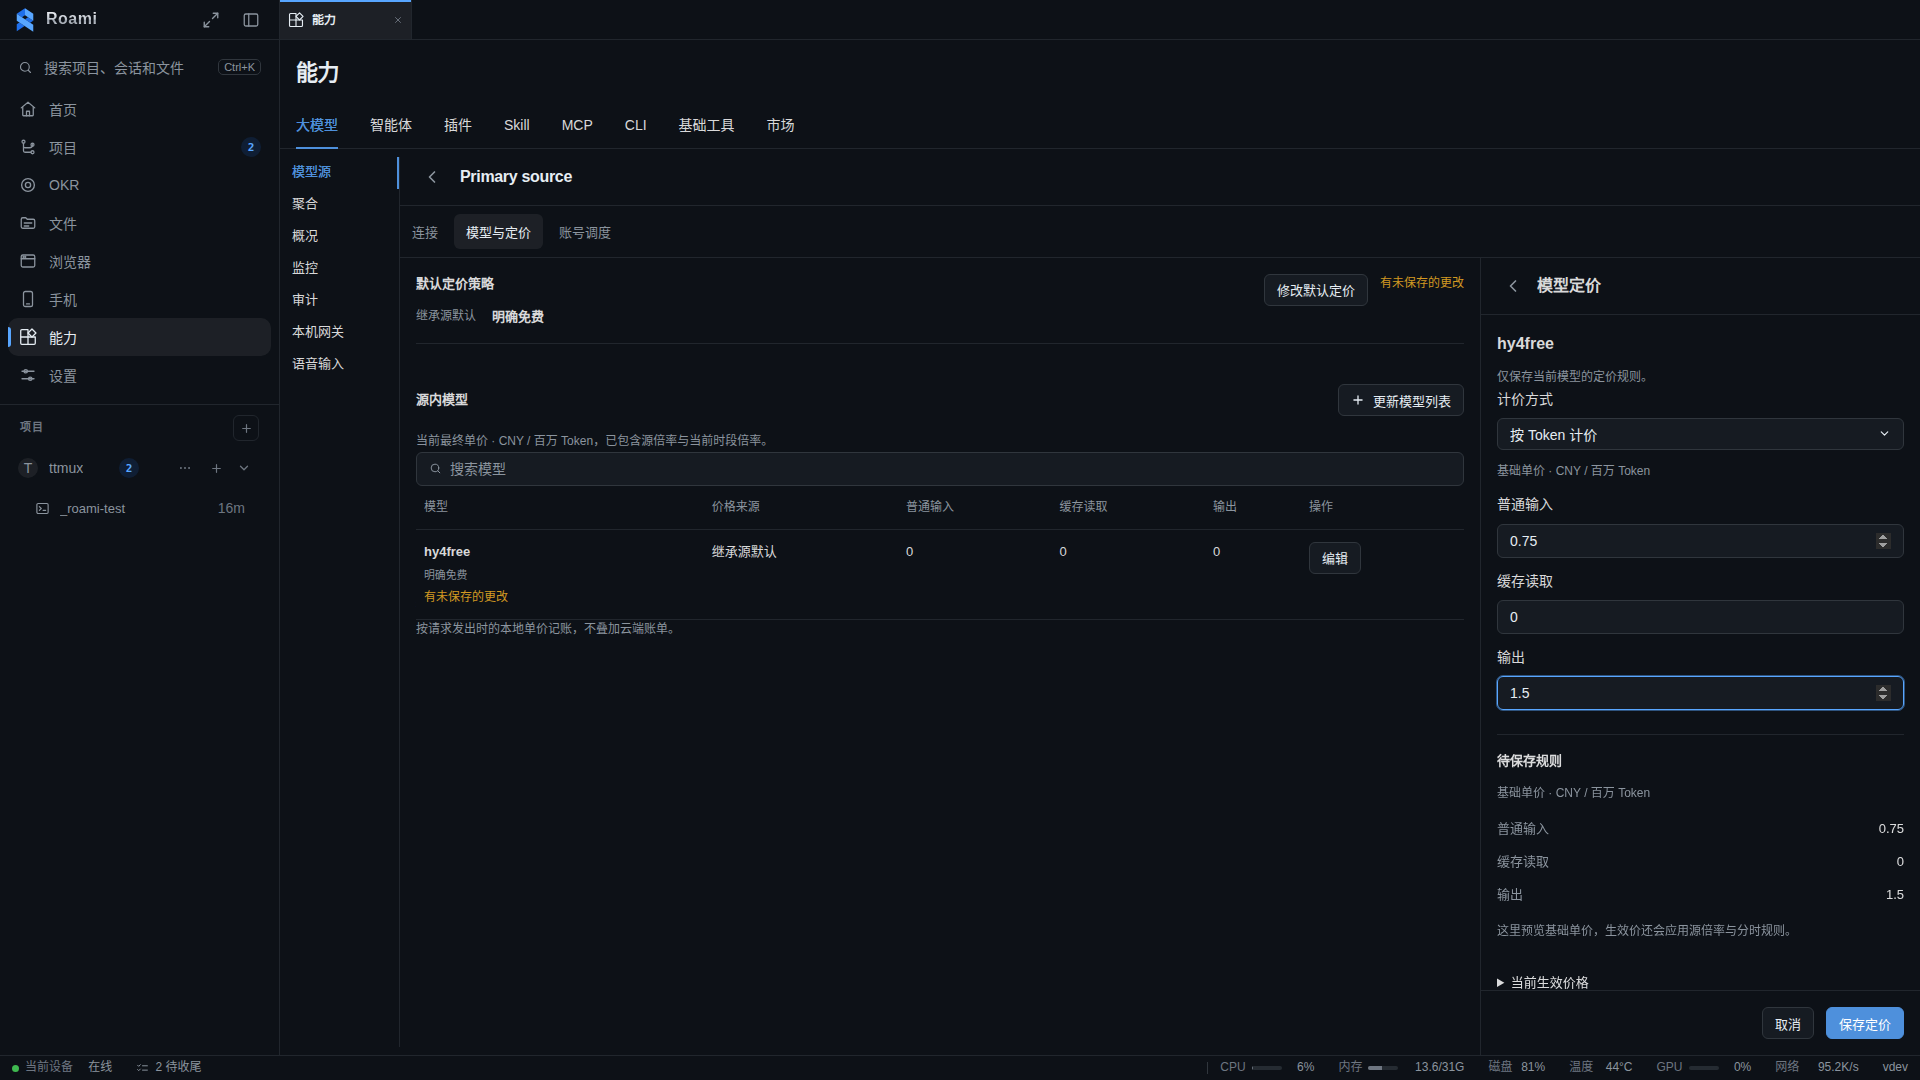 Roami
能力
搜索项目、会话和文件 Ctrl+K
首页
项目 2
OKR
文件
浏览器
手机
能力
设置
项目
T ttmux 2
_roami-test 16m
能力
大模型 智能体 插件 Skill MCP CLI 基础工具 市场
模型源
聚合
概况
监控
审计
本机网关
语音输入
Primary source
连接 模型与定价 账号调度
默认定价策略
修改默认定价 有未保存的更改
继承源默认 明确免费
源内模型
更新模型列表
当前最终单价 · CNY / 百万 Token，已包含源倍率与当前时段倍率。
搜索模型
模型 价格来源 普通输入 缓存读取 输出 操作
hy4free 继承源默认 0 0 0 编辑
明确免费
有未保存的更改
按请求发出时的本地单价记账，不叠加云端账单。
模型定价
hy4free
仅保存当前模型的定价规则。
计价方式
按 Token 计价
基础单价 · CNY / 百万 Token
普通输入
0.75
缓存读取
0
输出
1.5
待保存规则
基础单价 · CNY / 百万 Token
普通输入 0.75
缓存读取 0
输出 1.5
这里预览基础单价，生效价还会应用源倍率与分时规则。
当前生效价格
取消 保存定价
当前设备 在线 2 待收尾 CPU 6% 内存 13.6/31G 磁盘 81% 温度 44°C GPU 0% 网络 95.2K/s vdev